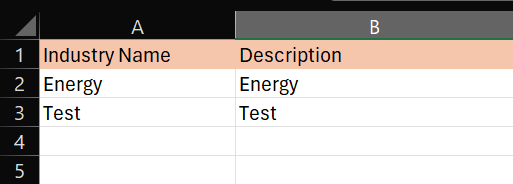 A B
1 Industry Name Description
2 Energy Energy
3 Test Test
4
5